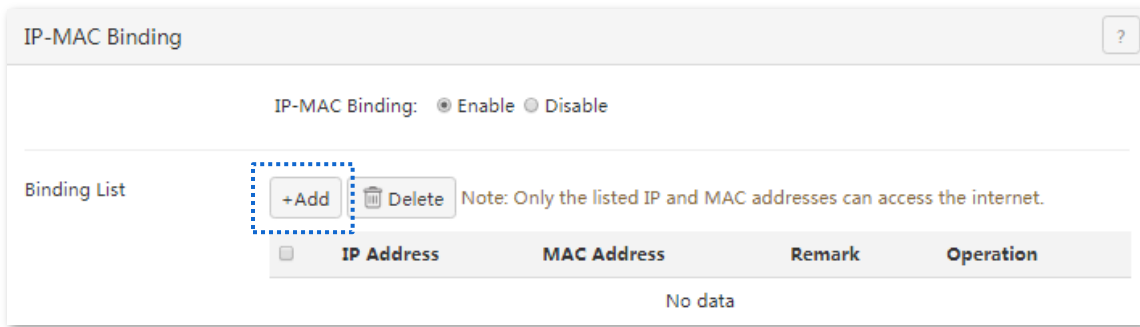 IP-MAC Binding ?
IP-MAC Binding: Enable Disable
Binding List +Add Delete Note: Only the listed IP and MAC addresses can access the internet.
IP Address MAC Address Remark Operation
No data